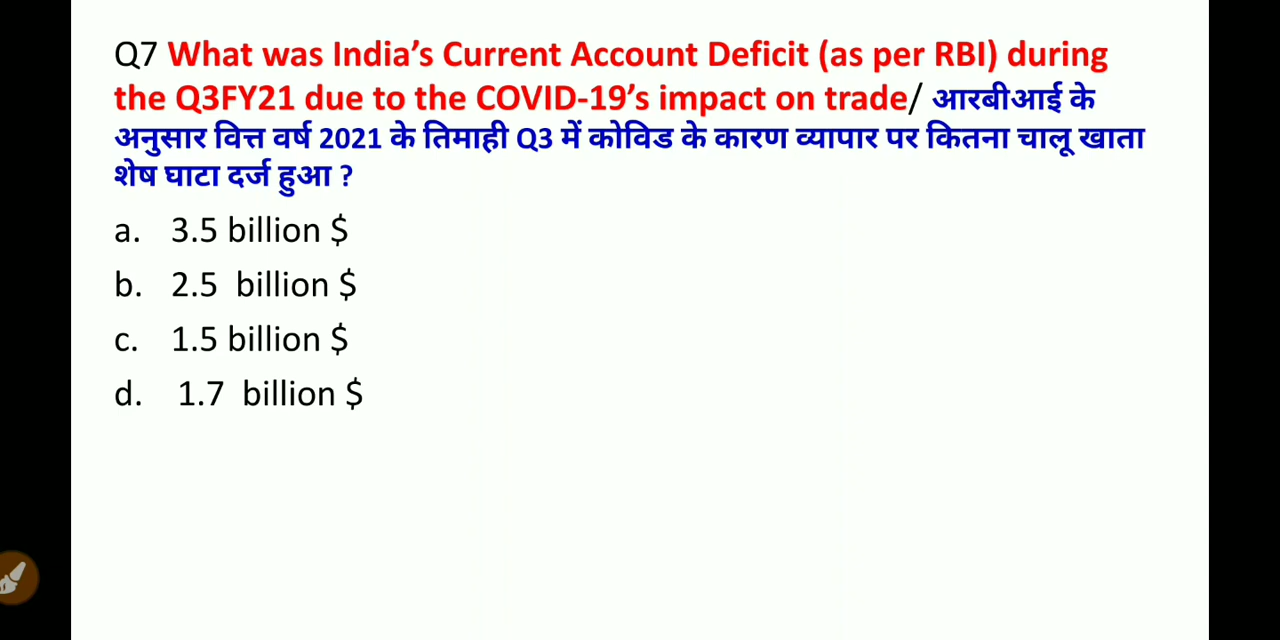 Q7 What was India’s Current Account Deficit (as per RBI) during
the Q3FY21 due to the COVID-19’s impact on trade/ आरबीआई के
अनुसार वित्त वर्ष 2021 के तिमाही Q3 में कोविड के कारण व्यापार पर कितना चालू खाता
शेष घाटा दर्ज हुआ ?
a. 3.5 billion $
b. 2.5 billion $
c. 1.5 billion $
d. 1.7 billion $